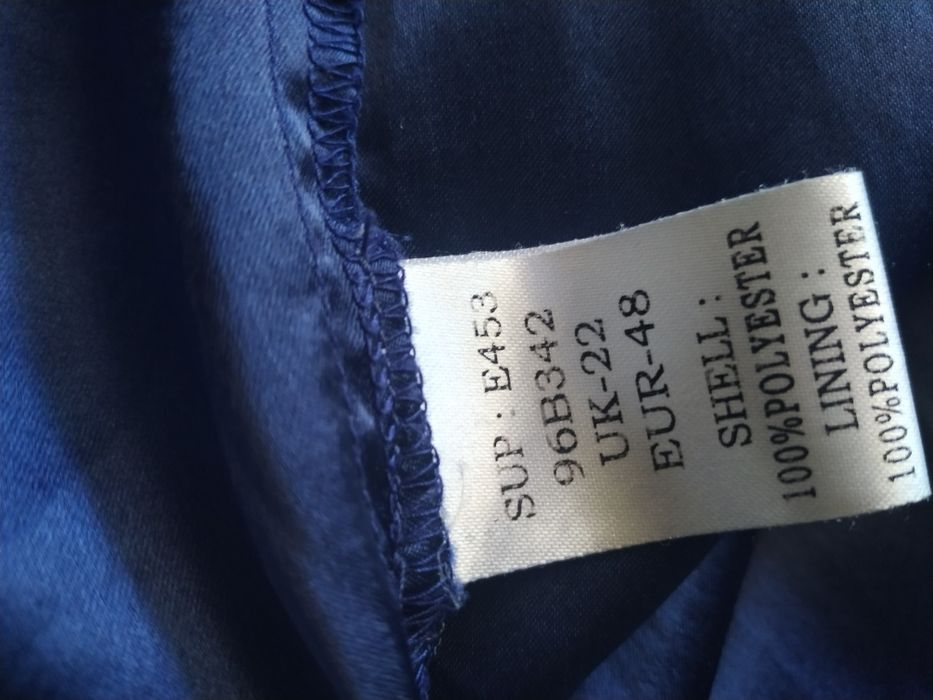 SUP : E453
96B342
UK-22
EUR-48
SHELL :
100%POLYESTER
LINING :
100%POLYESTER